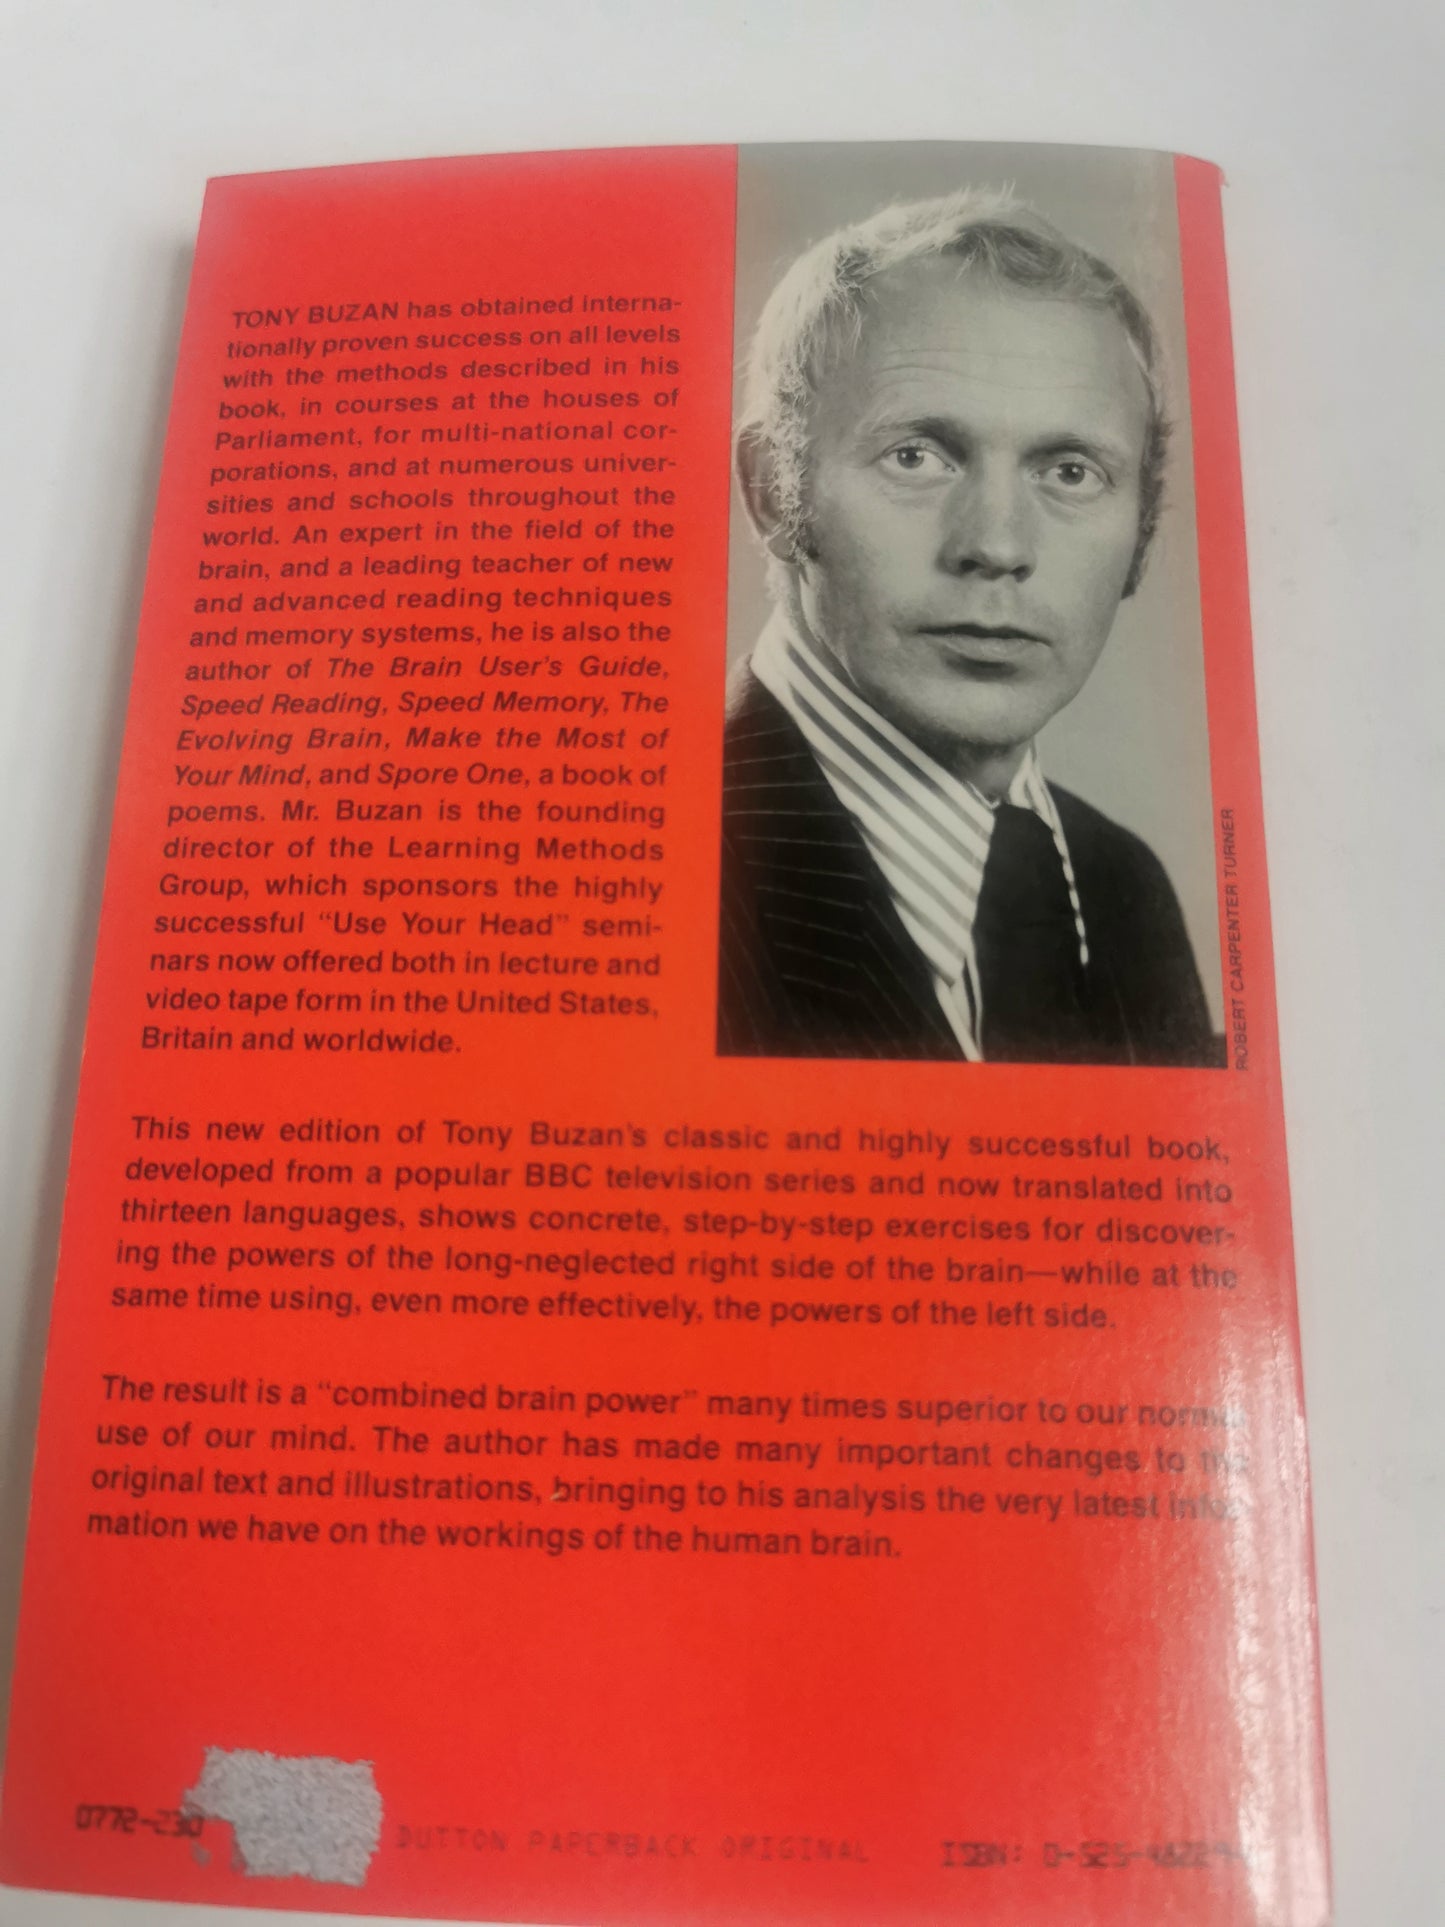 TONY BUZAN has obtained interna-
tionally proven success on all levels
with the methods described in his
book, in courses at the houses of
Parliament, for multi-national cor-
porations, and at numerous univer-
sities and schools throughout the
world. An expert in the field of the
brain, and a leading teacher of new
and advanced reading techniques
and memory systems, he is also the
author of The Brain User's Guide,
Speed Reading, Speed Memory, The
Evolving Brain, Make the Most of
Your Mind, and Spore One, a book of
poems. Mr. Buzan is the founding
director of the Learning Methods
Group, which sponsors the highly
successful "Use Your Head" semi-
nars now offered both in lecture and
video tape form in the United States,
Britain and worldwide.
ROBERT CARPENTER TURNER
This new edition of Tony Buzan's classic and highly successful book,
developed from a popular BBC television series and now translated into
thirteen languages, shows concrete, step-by-step exercises for discover-
ing the powers of the long-neglected right side of the brain—while at the
same time using, even more effectively, the powers of the left side.
The result is a "combined brain power" many times superior to our normal
use of our mind. The author has made many important changes to the
original text and illustrations, bringing to his analysis the very latest infor-
mation we have on the workings of the human brain.
0772-230
DUTTON PAPERBACK ORIGINAL
ISBN: 0-525-